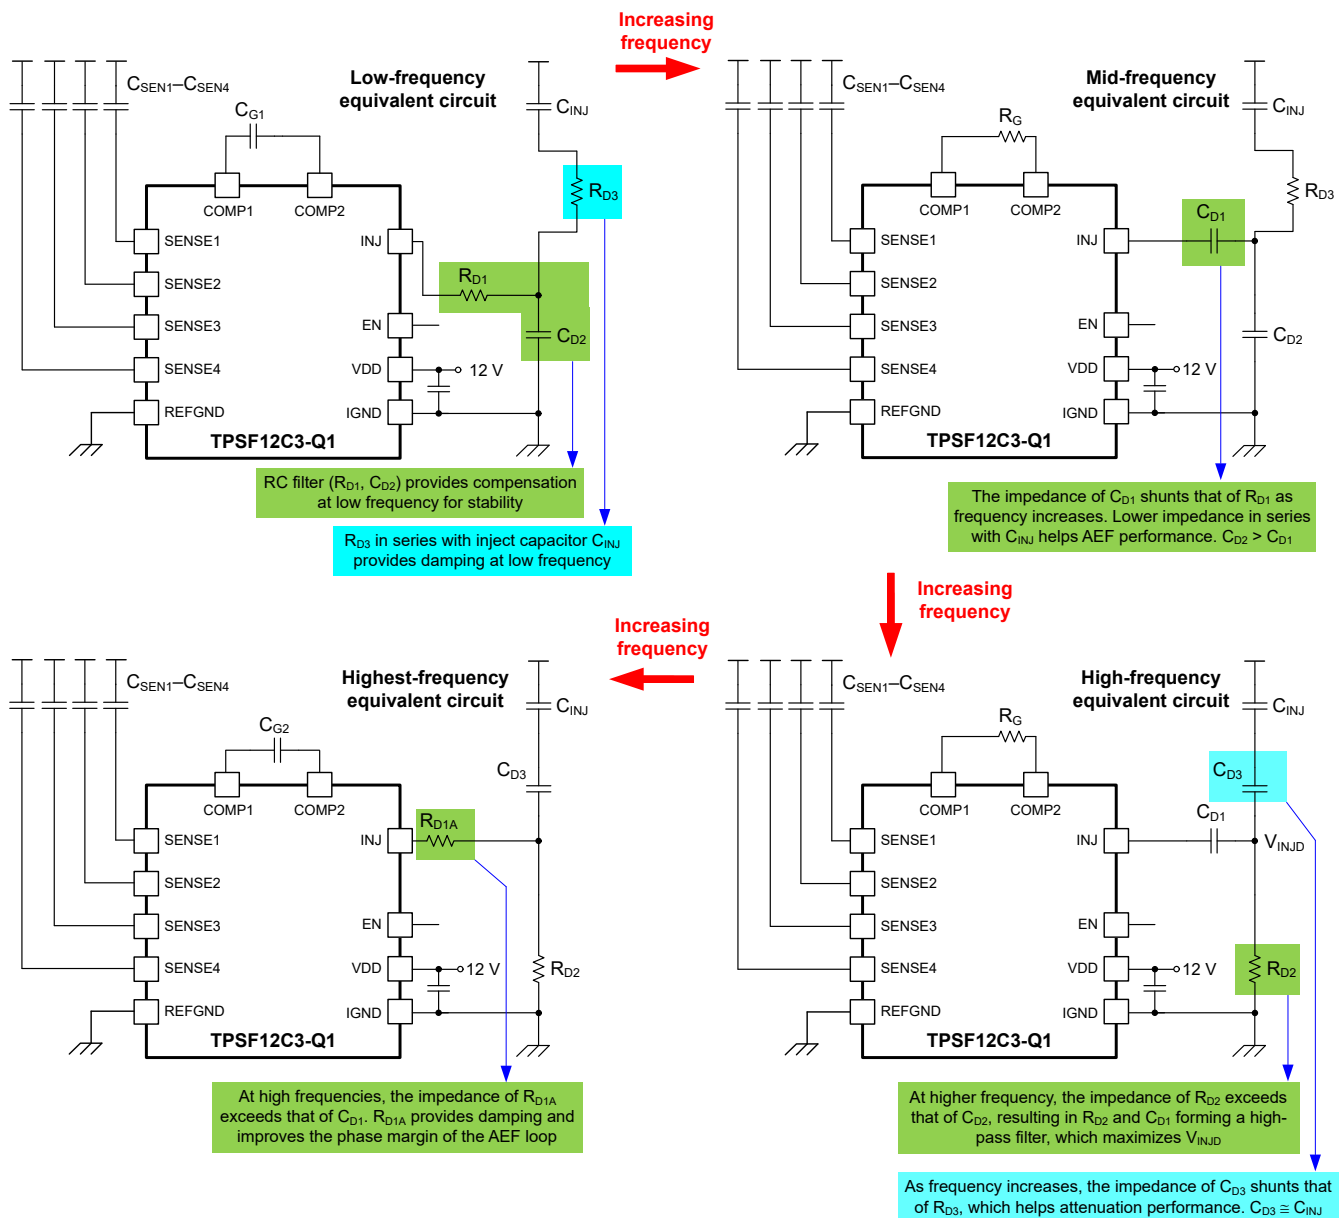 Increasing
frequency
Low-frequency
equivalent circuit
CSEN1–CSEN4
CG1
CINJ
RD3
COMP1
COMP2
SENSE1
SENSE2
SENSE3
SENSE4
REFGND
INJ
EN
VDD
IGND
RD1
CD2
12 V
TPSF12C3-Q1
RC filter (RD1, CD2) provides compensation
at low frequency for stability
RD3 in series with inject capacitor CINJ
provides damping at low frequency
Mid-frequency
equivalent circuit
CSEN1–CSEN4
RG
CINJ
RD3
CD1
COMP1
COMP2
SENSE1
SENSE2
SENSE3
SENSE4
REFGND
INJ
EN
VDD
IGND
CD2
12 V
TPSF12C3-Q1
The impedance of CD1 shunts that of RD1 as
frequency increases. Lower impedance in series
with CINJ helps AEF performance. CD2 > CD1
Increasing
frequency
Increasing
frequency
Highest-frequency
equivalent circuit
CSEN1–CSEN4
CG2
CINJ
CD3
COMP1
COMP2
SENSE1
SENSE2
SENSE3
SENSE4
REFGND
INJ
EN
VDD
IGND
RD1A
RD2
12 V
TPSF12C3-Q1
At high frequencies, the impedance of RD1A
exceeds that of CD1. RD1A provides damping and
improves the phase margin of the AEF loop
High-frequency
equivalent circuit
CSEN1–CSEN4
RG
CINJ
CD3
CD1
VINJD
COMP1
COMP2
SENSE1
SENSE2
SENSE3
SENSE4
REFGND
INJ
EN
VDD
IGND
RD2
12 V
TPSF12C3-Q1
At higher frequency, the impedance of RD2 exceeds
that of CD2, resulting in RD2 and CD1 forming a high-
pass filter, which maximizes VINJD
As frequency increases, the impedance of CD3 shunts that
of RD3, which helps attenuation performance. CD3 ≅ CINJ